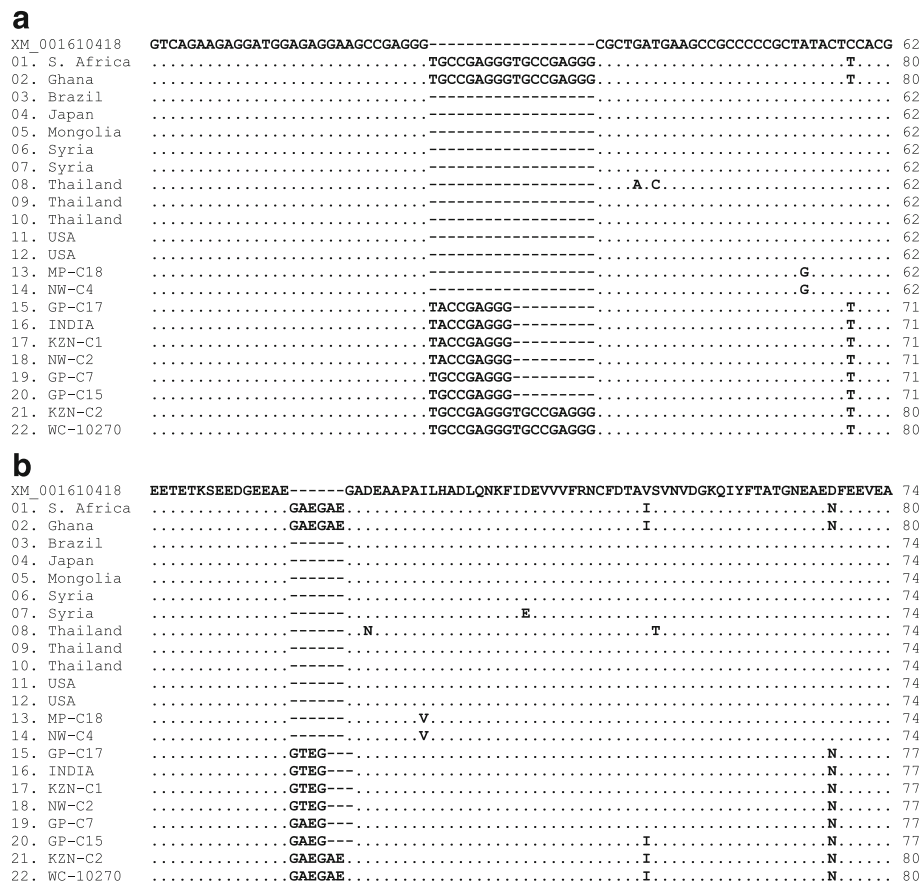 a
XM_001610418 GTCAGAAGAGGATGGAGAGGAAGCCGAGGG------------------CGCTGATGAAGCCGCCCCCGCTATACTCCACG 62
01. S. Africa ..............................TGCCGAGGGTGCCGAGGG...........................T.... 80
02. Ghana ..............................TGCCGAGGGTGCCGAGGG...........................T.... 80
03. Brazil ..............................------------------................................ 62
04. Japan ..............................------------------................................ 62
05. Mongolia ..............................------------------................................ 62
06. Syria ..............................------------------................................ 62
07. Syria ..............................------------------................................ 62
08. Thailand ..............................------------------....A.C......................... 62
09. Thailand ..............................------------------................................ 62
10. Thailand ..............................------------------................................ 62
11. USA ..............................------------------................................ 62
12. USA ..............................------------------................................ 62
13. MP-C18 ..............................------------------......................G......... 62
14. NW-C4 ..............................------------------......................G......... 62
15. GP-C17 ..............................TACCGAGGG---------...........................T.... 71
16. INDIA ..............................TACCGAGGG---------...........................T.... 71
17. KZN-C1 ..............................TACCGAGGG---------...........................T.... 71
18. NW-C2 ..............................TACCGAGGG---------...........................T.... 71
19. GP-C7 ..............................TGCCGAGGG---------...........................T.... 71
20. GP-C15 ..............................TGCCGAGGG---------...........................T.... 71
21. KZN-C2 ..............................TGCCGAGGGTGCCGAGGG...........................T.... 80
22. WC-10270 ..............................TGCCGAGGGTGCCGAGGG...........................T.... 80
b
XM_001610418 EETETKSEEDGEEAE------GADEAAPAILHADLQNKFIDEVVVFRNCFDTAVSVNVDGKQIYFTATGNEAEDFEEVEA 74
01. S. Africa ...............GAEGAE................................I...................N...... 80
02. Ghana ...............GAEGAE................................I...................N...... 80
03. Brazil ...............------........................................................... 74
04. Japan ...............------........................................................... 74
05. Mongolia ...............------........................................................... 74
06. Syria ...............------........................................................... 74
07. Syria ...............------...................E....................................... 74
08. Thailand ...............------..N..............................T......................... 74
09. Thailand ...............------........................................................... 74
10. Thailand ...............------........................................................... 74
11. USA ...............------........................................................... 74
12. USA ...............------........................................................... 74
13. MP-C18 ...............------........V.................................................. 74
14. NW-C4 ...............------........V.................................................. 74
15. GP-C17 ...............GTEG---...................................................N...... 77
16. INDIA ...............GTEG---...................................................N...... 77
17. KZN-C1 ...............GTEG---...................................................N...... 77
18. NW-C2 ...............GTEG---...................................................N...... 77
19. GP-C7 ...............GAEG---...................................................N...... 77
20. GP-C15 ...............GAEG---...............................I...................N...... 77
21. KZN-C2 ...............GAEGAE................................I...................N...... 80
22. WC-10270 ...............GAEGAE................................I...................N...... 80